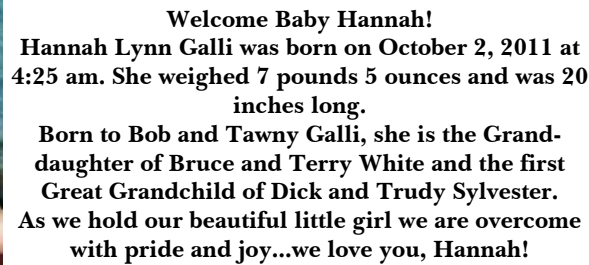 Welcome Baby Hannah!
Hannah Lynn Galli was born on October 2, 2011 at
4:25 am. She weighed 7 pounds 5 ounces and was 20
inches long.
Born to Bob and Tawny Galli, she is the Grand-
daughter of Bruce and Terry White and the first
Great Grandchild of Dick and Trudy Sylvester.
As we hold our beautiful little girl we are overcome
with pride and joy...we love you, Hannah!